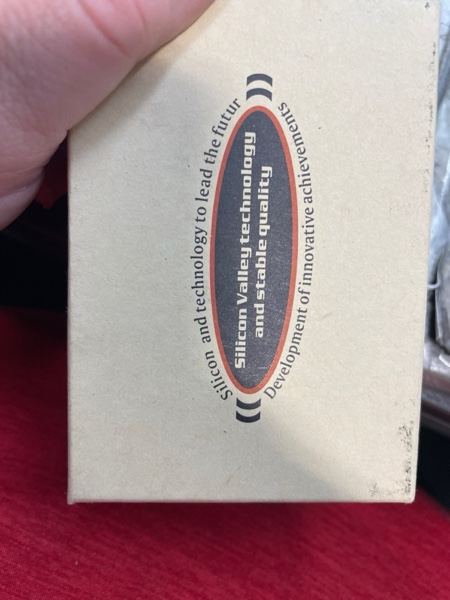 Silicon and technology to lead the futur
Silicon Valley technology
and stable quality
Development of innovative achievements